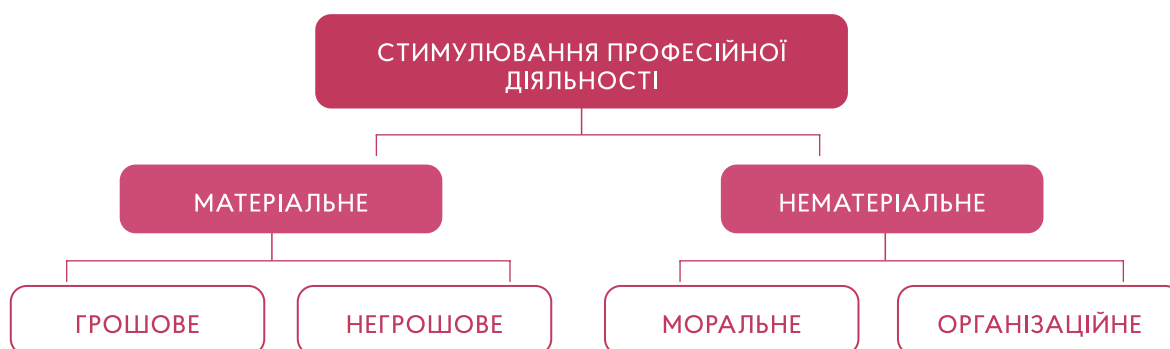 СТИМУЛЮВАННЯ ПРОФЕСІЙНОЇ
ДІЯЛЬНОСТІ
МАТЕРІАЛЬНЕ
НЕМАТЕРІАЛЬНЕ
ГРОШОВЕ
НЕГРОШОВЕ
МОРАЛЬНЕ
ОРГАНІЗАЦІЙНЕ